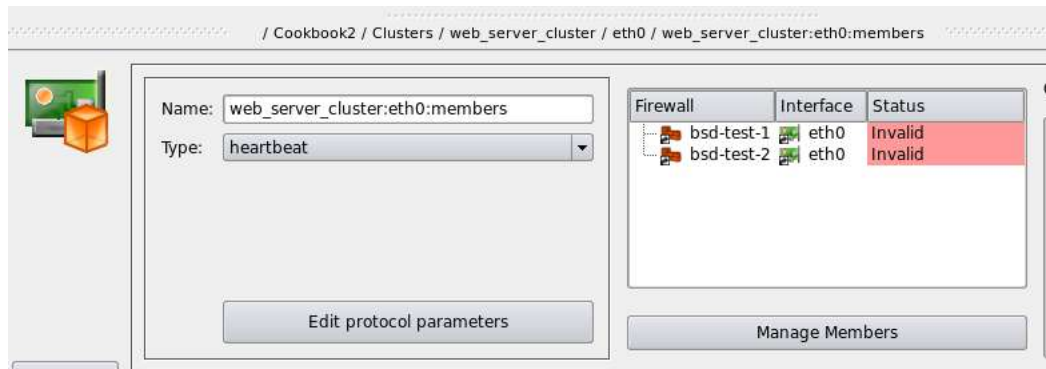 / Cookbook2 / Clusters / web_server_cluster / eth0 / web_server_cluster:eth0:members
Name: web_server_cluster:eth0:members
Type: heartbeat
Edit protocol parameters
Firewall Interface Status
bsd-test-1 eth0 Invalid
bsd-test-2 eth0 Invalid
Manage Members